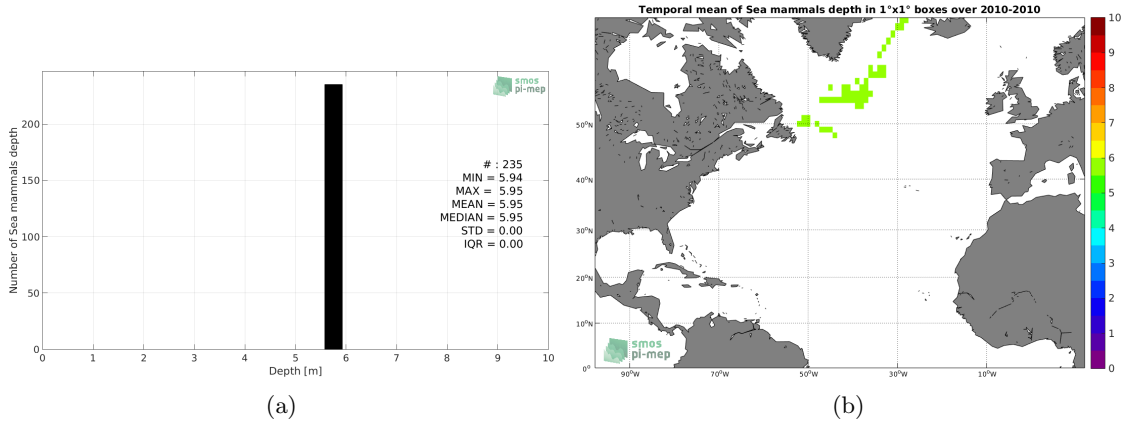 smos
pi-mep
Number of Sea mammals depth
200
150
100
50
0
# : 235
MIN = 5.94
MAX = 5.95
MEAN = 5.95
MEDIAN = 5.95
STD = 0.00
IQR = 0.00
0 1 2 3 4 5 6 7 8 9 10
Depth [m]
(a)
Temporal mean of Sea mammals depth in 1°x1° boxes over 2010-2010
50°N
40°N
30°N
20°N
10°N
0°
90°W 70°W 50°W 30°W 10°W
smos
pi-mep
10
9
8
7
6
5
4
3
2
1
0
(b)